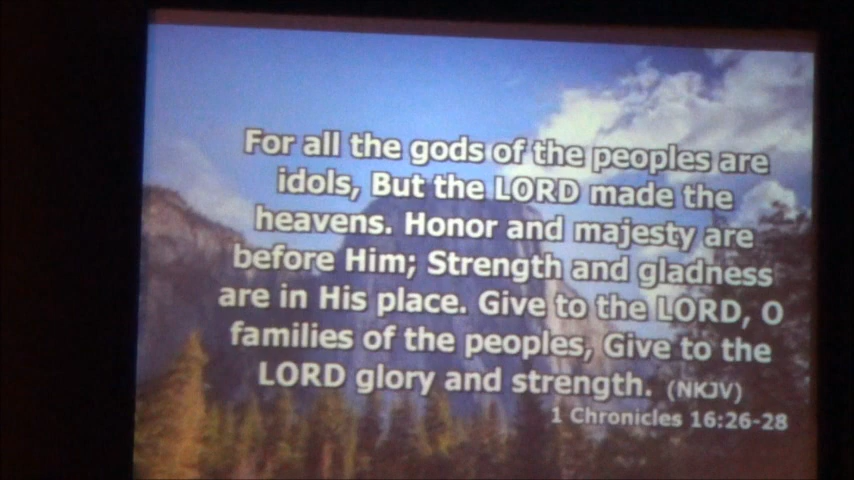 For all the gods of the peoples are
idols, But the LORD made the
heavens. Honor and majesty are
before Him; Strength and gladness
are in His place. Give to the LORD, O
families of the peoples, Give to the
LORD glory and strength. (NKJV)
1 Chronicles 16:26-28